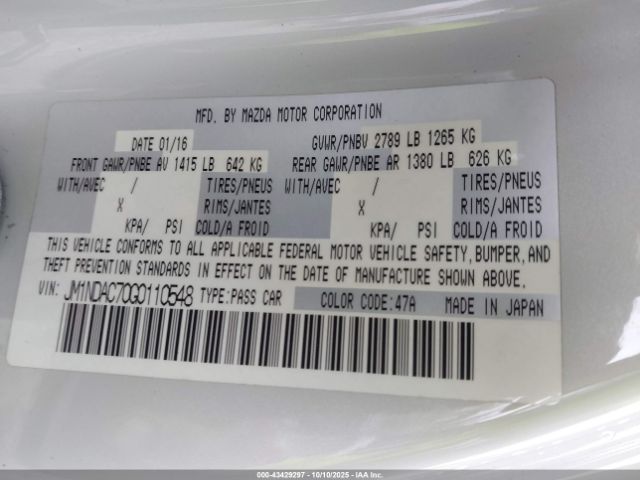 MFD. BY MAZDA MOTOR CORPORATION
DATE 01/16 GVWR/PNBV 2789 LB 1265 KG
FRONT GAWR/PNBE AV 1415 LB 642 KG REAR GAWR/PNBE AR 1380 LB 626 KG
WITH/AVEC / TIRES/PNEUS WITH/AVEC / TIRES/PNEUS
X RIMS/JANTES X RIMS/JANTES
KPA/ PSI COLD/A FROID KPA/ PSI COLD/A FROID
THIS VEHICLE CONFORMS TO ALL APPLICABLE FEDERAL MOTOR VEHICLE SAFETY, BUMPER, AND
THEFT PREVENTION STANDARDS IN EFFECT ON THE DATE OF MANUFACTURE SHOWN ABOVE.
VIN: JM1NDAC70G0110548 TYPE:PASS CAR COLOR CODE:47A MADE IN JAPAN
000-43429297 - 10/10/2025 - IAA Inc.